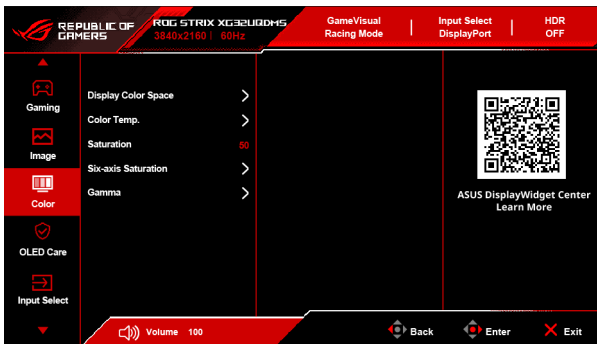 REPUBLIC OF
GAMERS
ROG STRIX XG32UQDMS
3840x2160 | 60Hz
GameVisual
Racing Mode
Input Select
DisplayPort
HDR
OFF
Gaming
Image
Color
OLED Care
Input Select
Display Color Space
Color Temp.
Saturation 50
Six-axis Saturation
Gamma
ASUS DisplayWidget Center
Learn More
Volume 100
Back
Enter
Exit